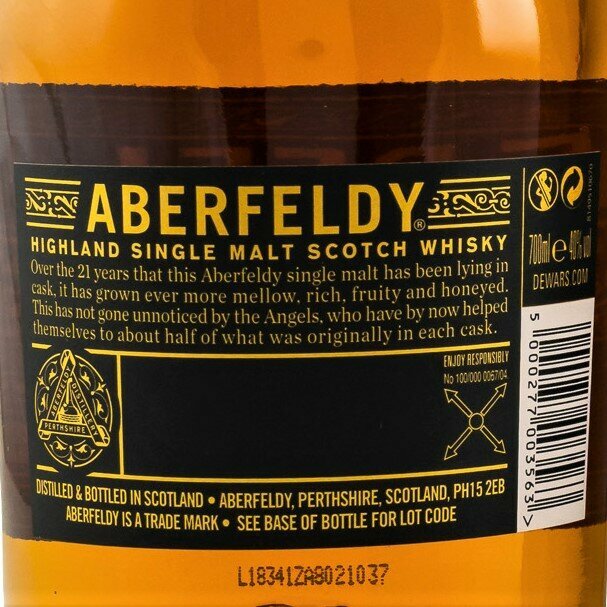 ABERFELDY®
HIGHLAND SINGLE MALT SCOTCH WHISKY
Over the 21 years that this Aberfeldy single malt has been lying in
cask, it has grown ever more mellow, rich, fruity and honeyed.
This has not gone unnoticed by the Angels, who have by now helped
themselves to about half of what was originally in each cask.
700ml e 40% vol
DEWARS.COM
ENJOY RESPONSIBLY
No 100/000 0067/04
ABERFELDY DISTILLERY
PERTHSHIRE
DISTILLED & BOTTLED IN SCOTLAND • ABERFELDY, PERTHSHIRE, SCOTLAND, PH15 2EB
ABERFELDY IS A TRADE MARK • SEE BASE OF BOTTLE FOR LOT CODE
5 000277 003563 >
L18341ZA8021037